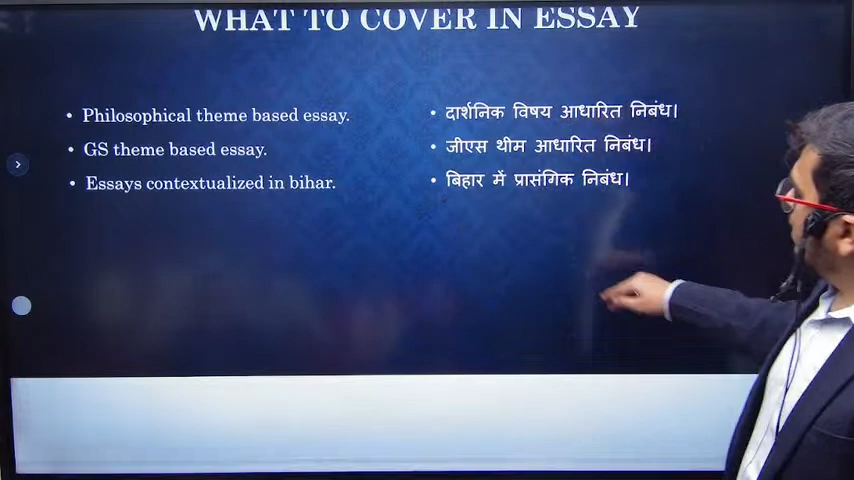 WHAT TO COVER IN ESSAY
• Philosophical theme based essay.
• GS theme based essay.
• Essays contextualized in bihar.
• दार्शनिक विषय आधारित निबंध।
• जीएस थीम आधारित निबंध।
• बिहार में प्रासंगिक निबंध।